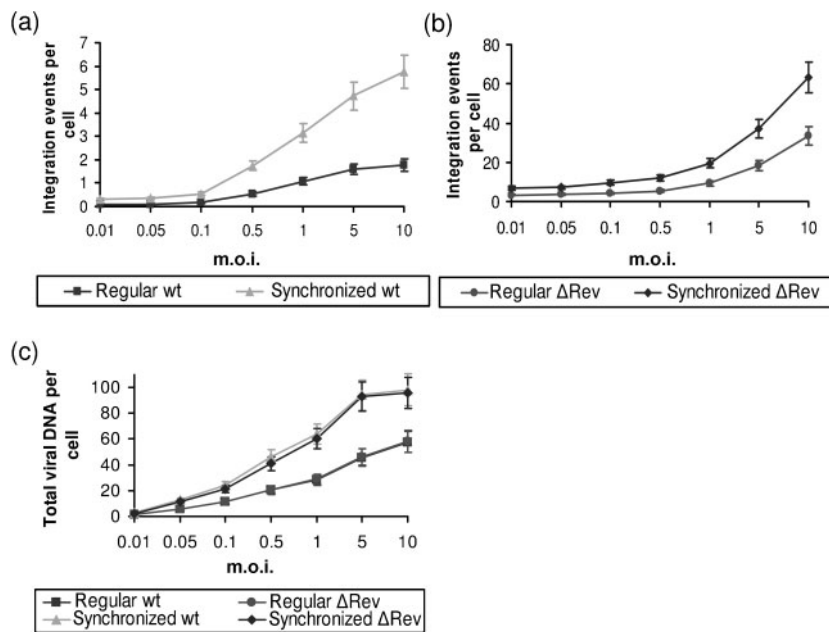 (a)
Integration events per
cell
7
6
5
4
3
2
1
0
0.01 0.05 0.1 0.5 1 5 10
m.o.i.
Regular wt Synchronized wt
(b)
Integration events
per cell
80
60
40
20
0
0.01 0.05 0.1 0.5 1 5 10
m.o.i.
Regular ΔRev Synchronized ΔRev
(c)
Total viral DNA per
cell
100
80
60
40
20
0
0.01 0.05 0.1 0.5 1 5 10
m.o.i.
Regular wt Regular ΔRev
Synchronized wt Synchronized ΔRev